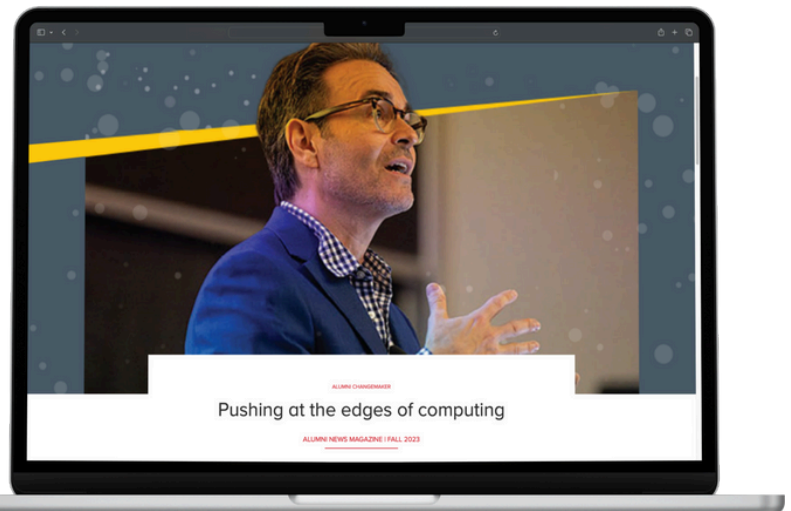 ALUMNI CHANGEMAKER
Pushing at the edges of computing
ALUMNI NEWS MAGAZINE | FALL 2023